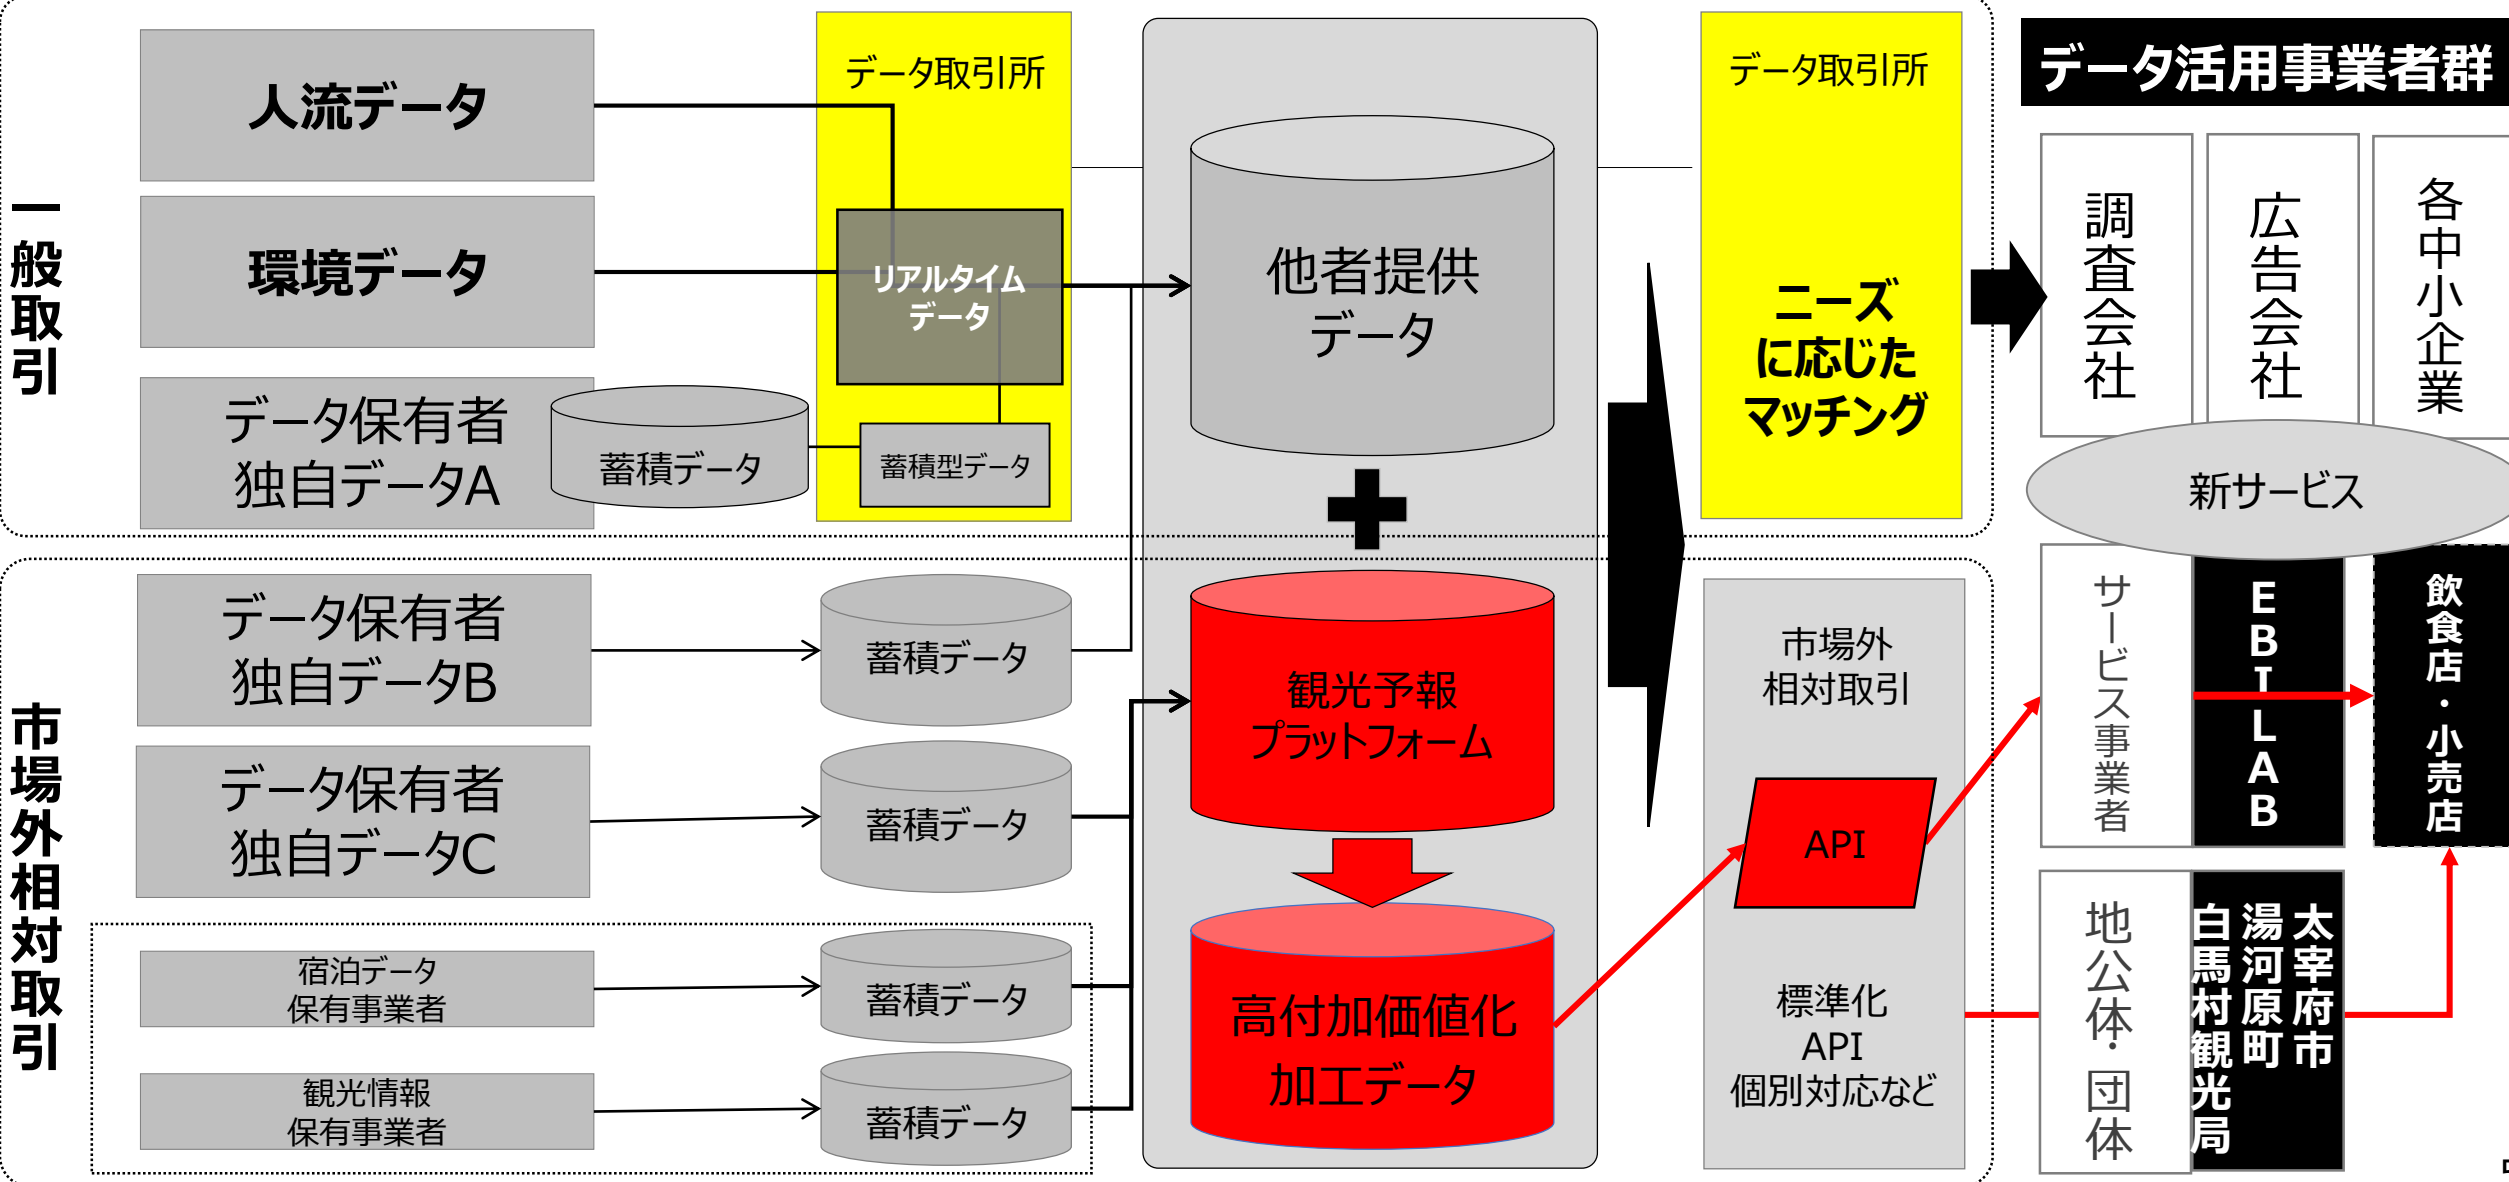 一般取引
人流データ
環境データ
データ保有者
独自データA
蓄積データ
データ取引所
リアルタイム
データ
蓄積型データ
他者提供
データ
データ取引所
ニーズ
に応じた
マッチング
データ活用事業者群
調査会社
広告会社
各中小企業
新サービス
市場外相対取引
データ保有者
独自データB
蓄積データ
データ保有者
独自データC
蓄積データ
宿泊データ
保有事業者
蓄積データ
観光情報
保有事業者
蓄積データ
観光予報
プラットフォーム
高付加価値化
加工データ
市場外
相対取引
API
標準化
API
個別対応など
サービス事業者
EBILAB
飲食店・小売店
地公体・団体
太宰府市
湯河原町
白馬村観光局